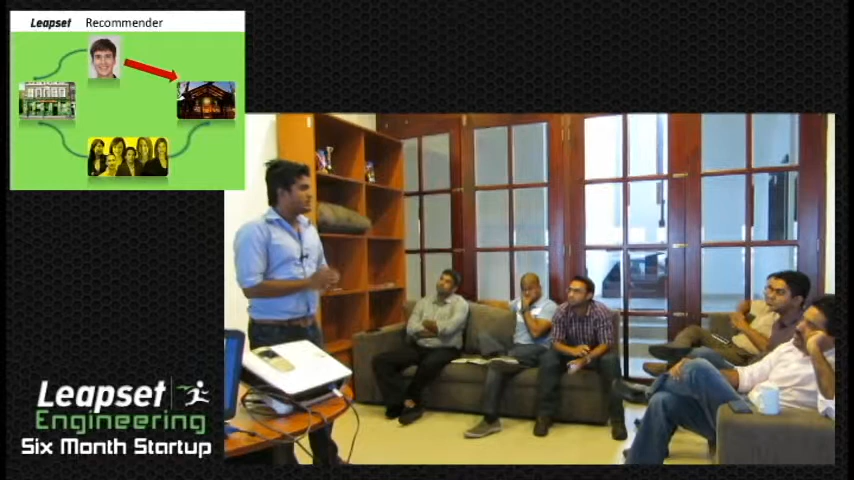 Leapset Recommender
Leapset
Engineering
Six Month Startup